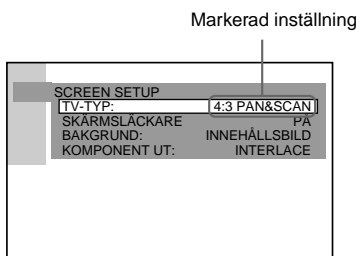 Markerad inställning
SCREEN SETUP
TV-TYP: 4:3 PAN&SCAN
SKÄRMSLÄCKARE PÅ
BAKGRUND: INNEHÅLLSBILD
KOMPONENT UT: INTERLACE